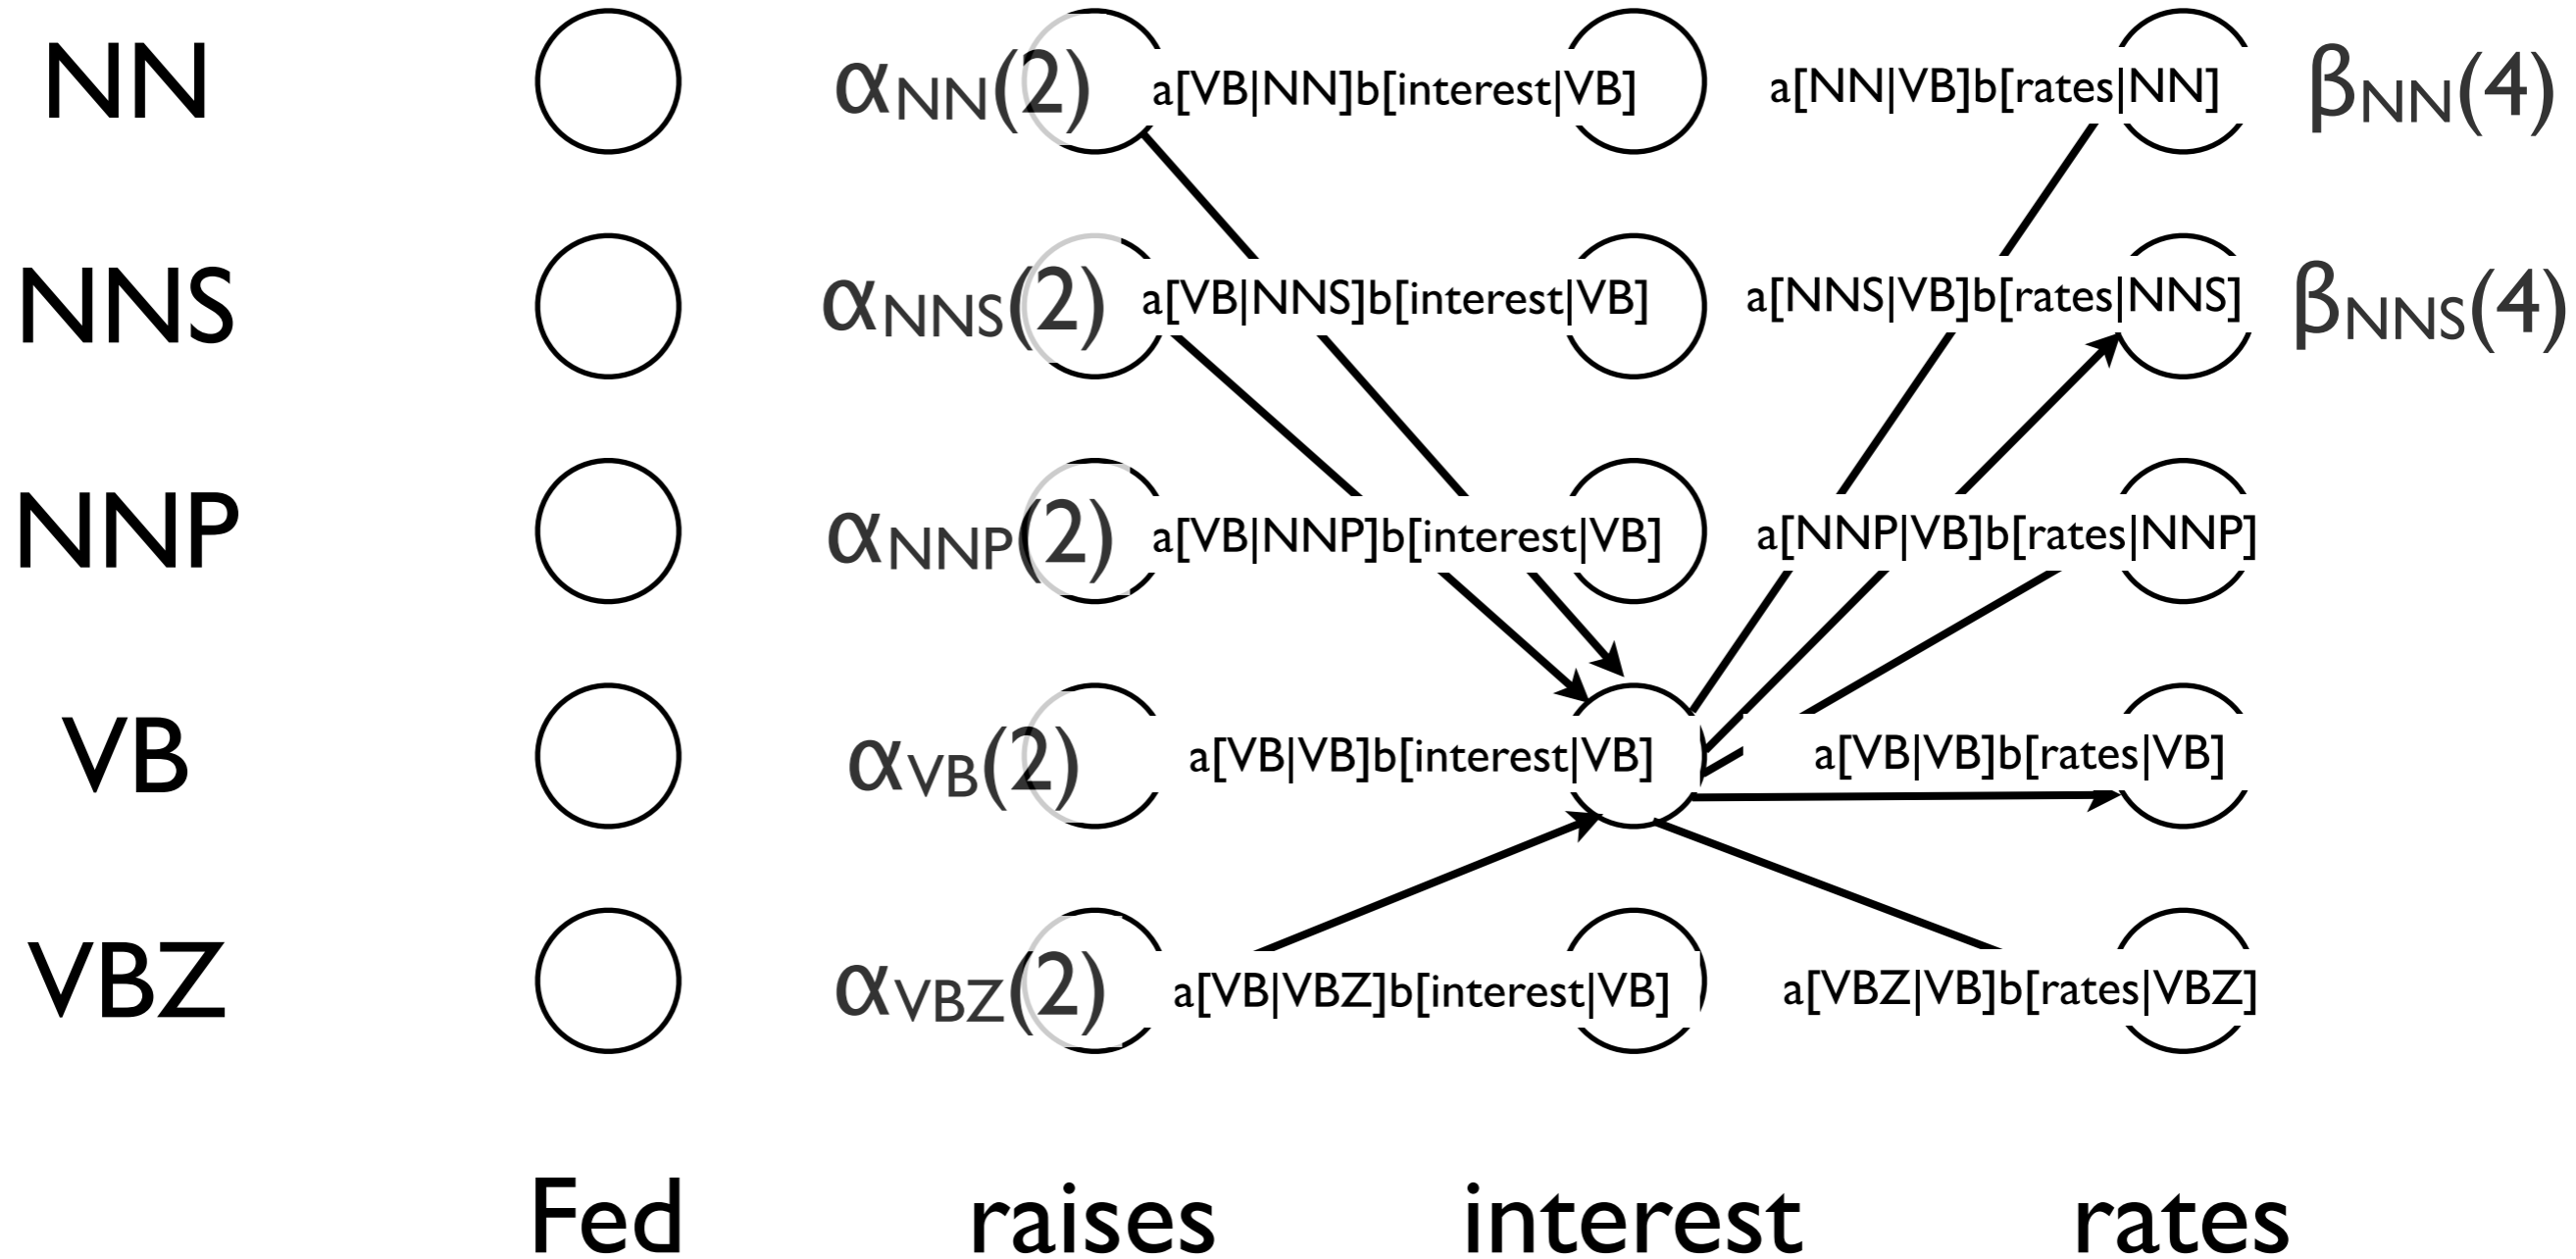 NN α_NN(2) a[VB|NN]b[interest|VB] a[NN|VB]b[rates|NN] β_NN(4)
NNS α_NNS(2) a[VB|NNS]b[interest|VB] a[NNS|VB]b[rates|NNS] β_NNS(4)
NNP α_NNP(2) a[VB|NNP]b[interest|VB] a[NNP|VB]b[rates|NNP]
VB α_VB(2) a[VB|VB]b[interest|VB] a[VB|VB]b[rates|VB]
VBZ α_VBZ(2) a[VB|VBZ]b[interest|VB] a[VBZ|VB]b[rates|VBZ]
Fed raises interest rates